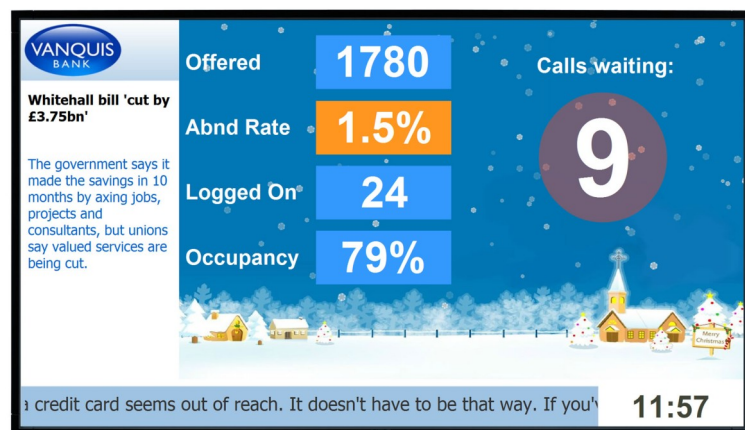 VANQUIS
BANK
Whitehall bill 'cut by
£3.75bn'
The government says it
made the savings in 10
months by axing jobs,
projects and
consultants, but unions
say valued services are
being cut.
Offered 1780
Abnd Rate 1.5%
Logged On 24
Occupancy 79%
Calls waiting:
9
Merry
Christmas
a credit card seems out of reach. It doesn't have to be that way. If you'v
11:57